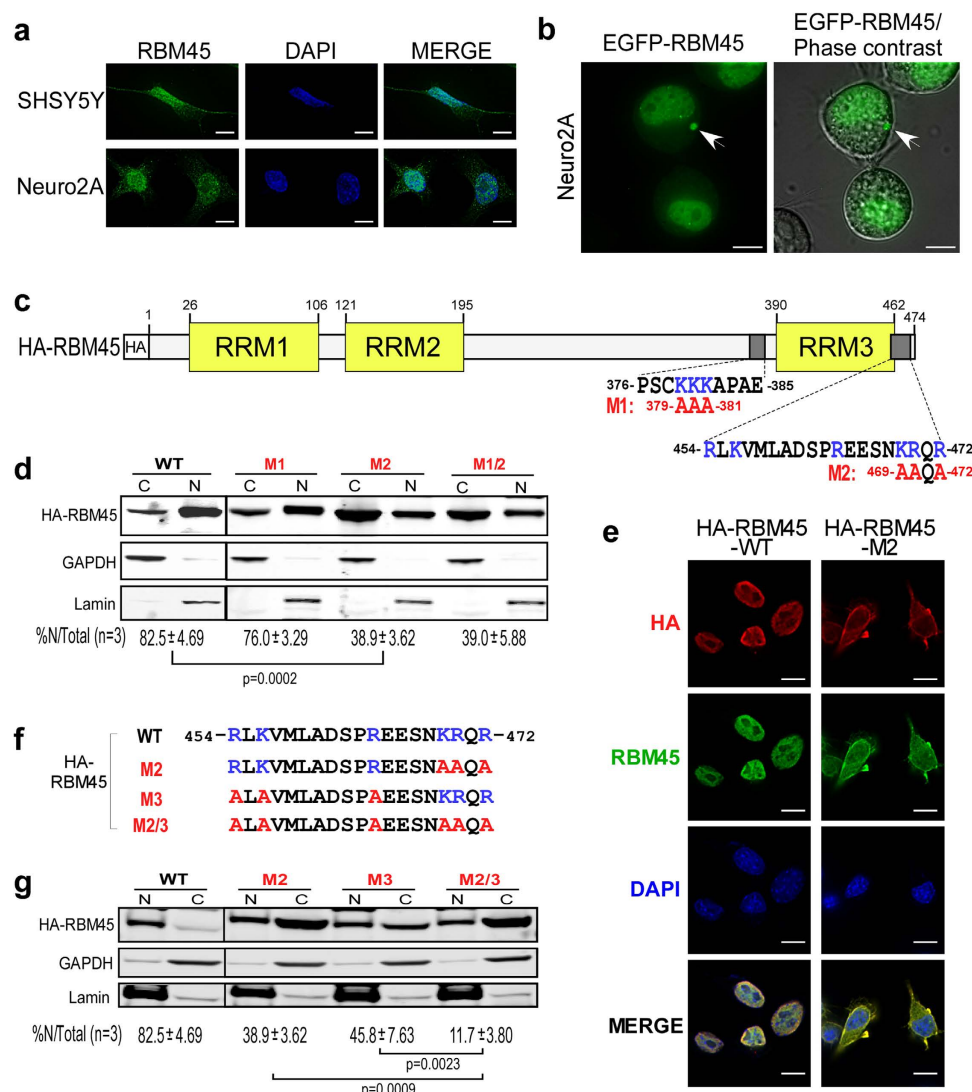 a
RBM45 DAPI MERGE
SHSY5Y
Neuro2A
b
EGFP-RBM45
EGFP-RBM45/
Phase contrast
Neuro2A
c
1 26 106 121 195 390 462 474
HA-RBM45 HA RRM1 RRM2 RRM3
376-PSCKKKAPAE-385
M1: 379-AAA-381
454-RLKVMLADSPREESNKRQR-472
M2: 469-AAQA-472
d
WT M1 M2 M1/2
C N C N C N C N
HA-RBM45
GAPDH
Lamin
%N/Total (n=3) 82.5±4.69 76.0±3.29 38.9±3.62 39.0±5.88
p=0.0002
e
HA-RBM45
-WT
HA-RBM45
-M2
HA
RBM45
DAPI
MERGE
f
HA-
RBM45
WT 454-RLKVMLADSPREESNKRQR-472
M2 RLKVMLADSPREESNAAQA
M3 ALAVMLADSPAEESNKRQR
M2/3 ALAVMLADSPAEESNAAQA
g
WT M2 M3 M2/3
N C N C N C N C
HA-RBM45
GAPDH
Lamin
%N/Total (n=3) 82.5±4.69 38.9±3.62 45.8±7.63 11.7±3.80
p=0.0023
p=0.0009